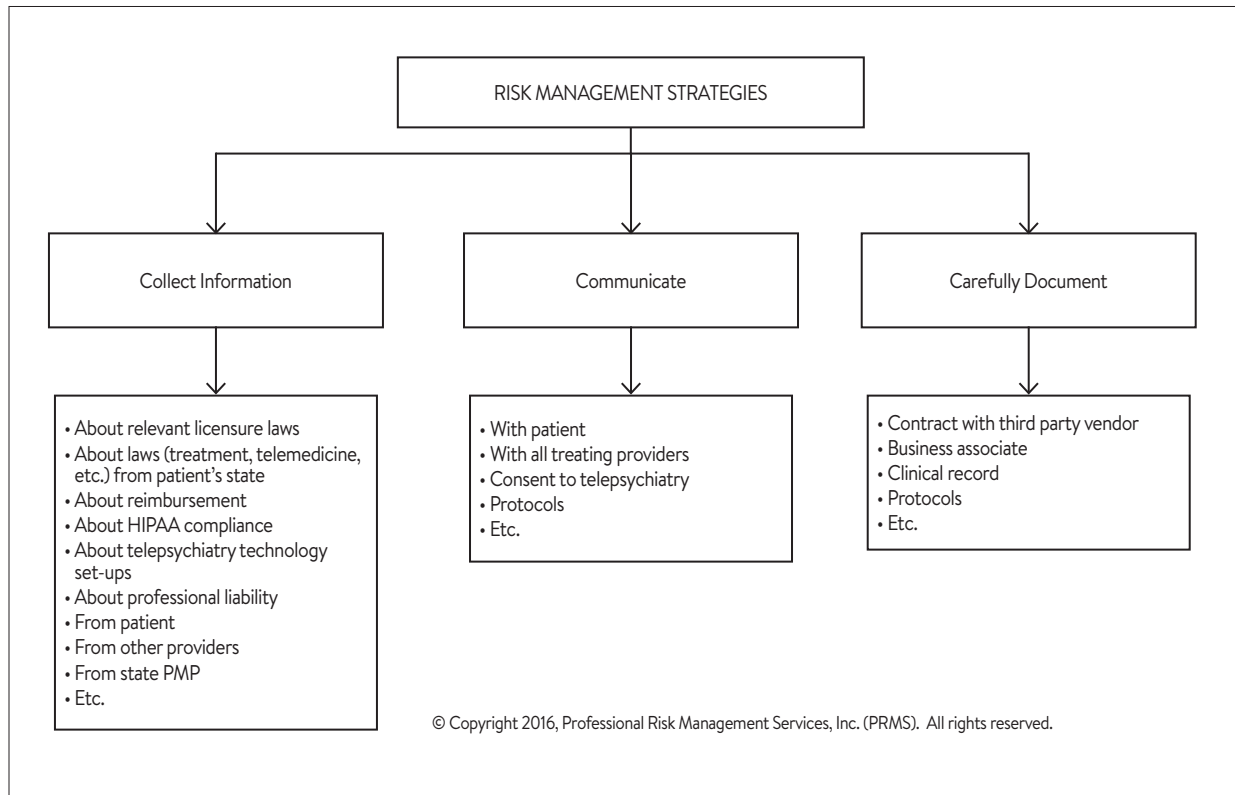 RISK MANAGEMENT STRATEGIES
Collect Information
Communicate
Carefully Document
• About relevant licensure laws
• About laws (treatment, telemedicine,
etc.) from patient's state
• About reimbursement
• About HIPAA compliance
• About telepsychiatry technology
set-ups
• About professional liability
• From patient
• From other providers
• From state PMP
• Etc.
• With patient
• With all treating providers
• Consent to telepsychiatry
• Protocols
• Etc.
• Contract with third party vendor
• Business associate
• Clinical record
• Protocols
• Etc.
© Copyright 2016, Professional Risk Management Services, Inc. (PRMS).  All rights reserved.